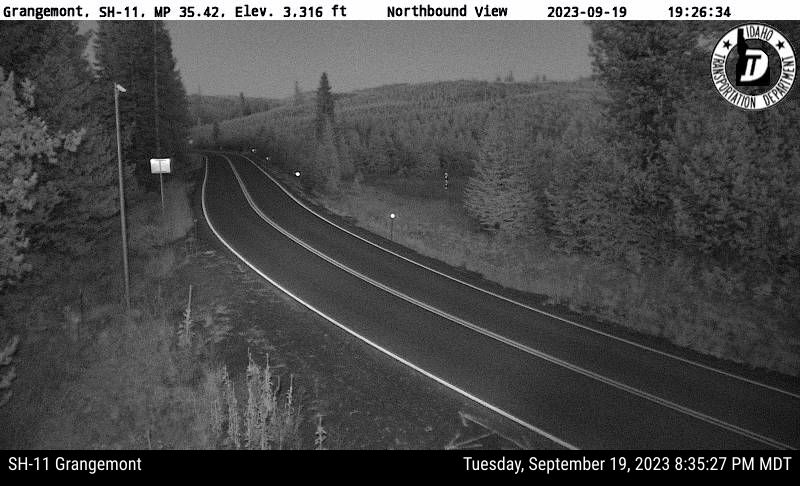 Grangemont, SH-11, MP 35.42, Elev. 3,316 ft Northbound View 2023-09-19 19:26:34
IDAHO
TRANSPORTATION DEPARTMENT
SH-11 Grangemont Tuesday, September 19, 2023 8:35:27 PM MDT